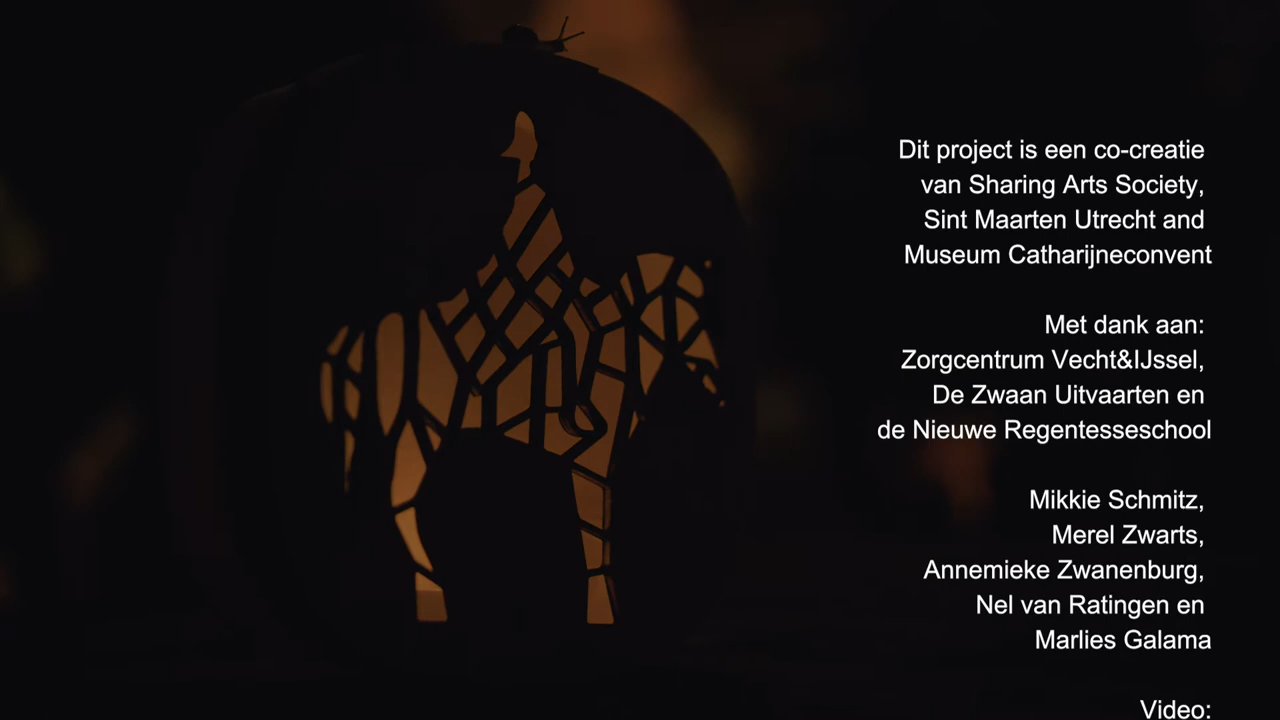 Dit project is een co-creatie
van Sharing Arts Society,
Sint Maarten Utrecht and
Museum Catharijneconvent
Met dank aan:
Zorgcentrum Vecht&IJssel,
De Zwaan Uitvaarten en
de Nieuwe Regentesseschool
Mikkie Schmitz,
Merel Zwarts,
Annemieke Zwanenburg,
Nel van Ratingen en
Marlies Galama
Video: